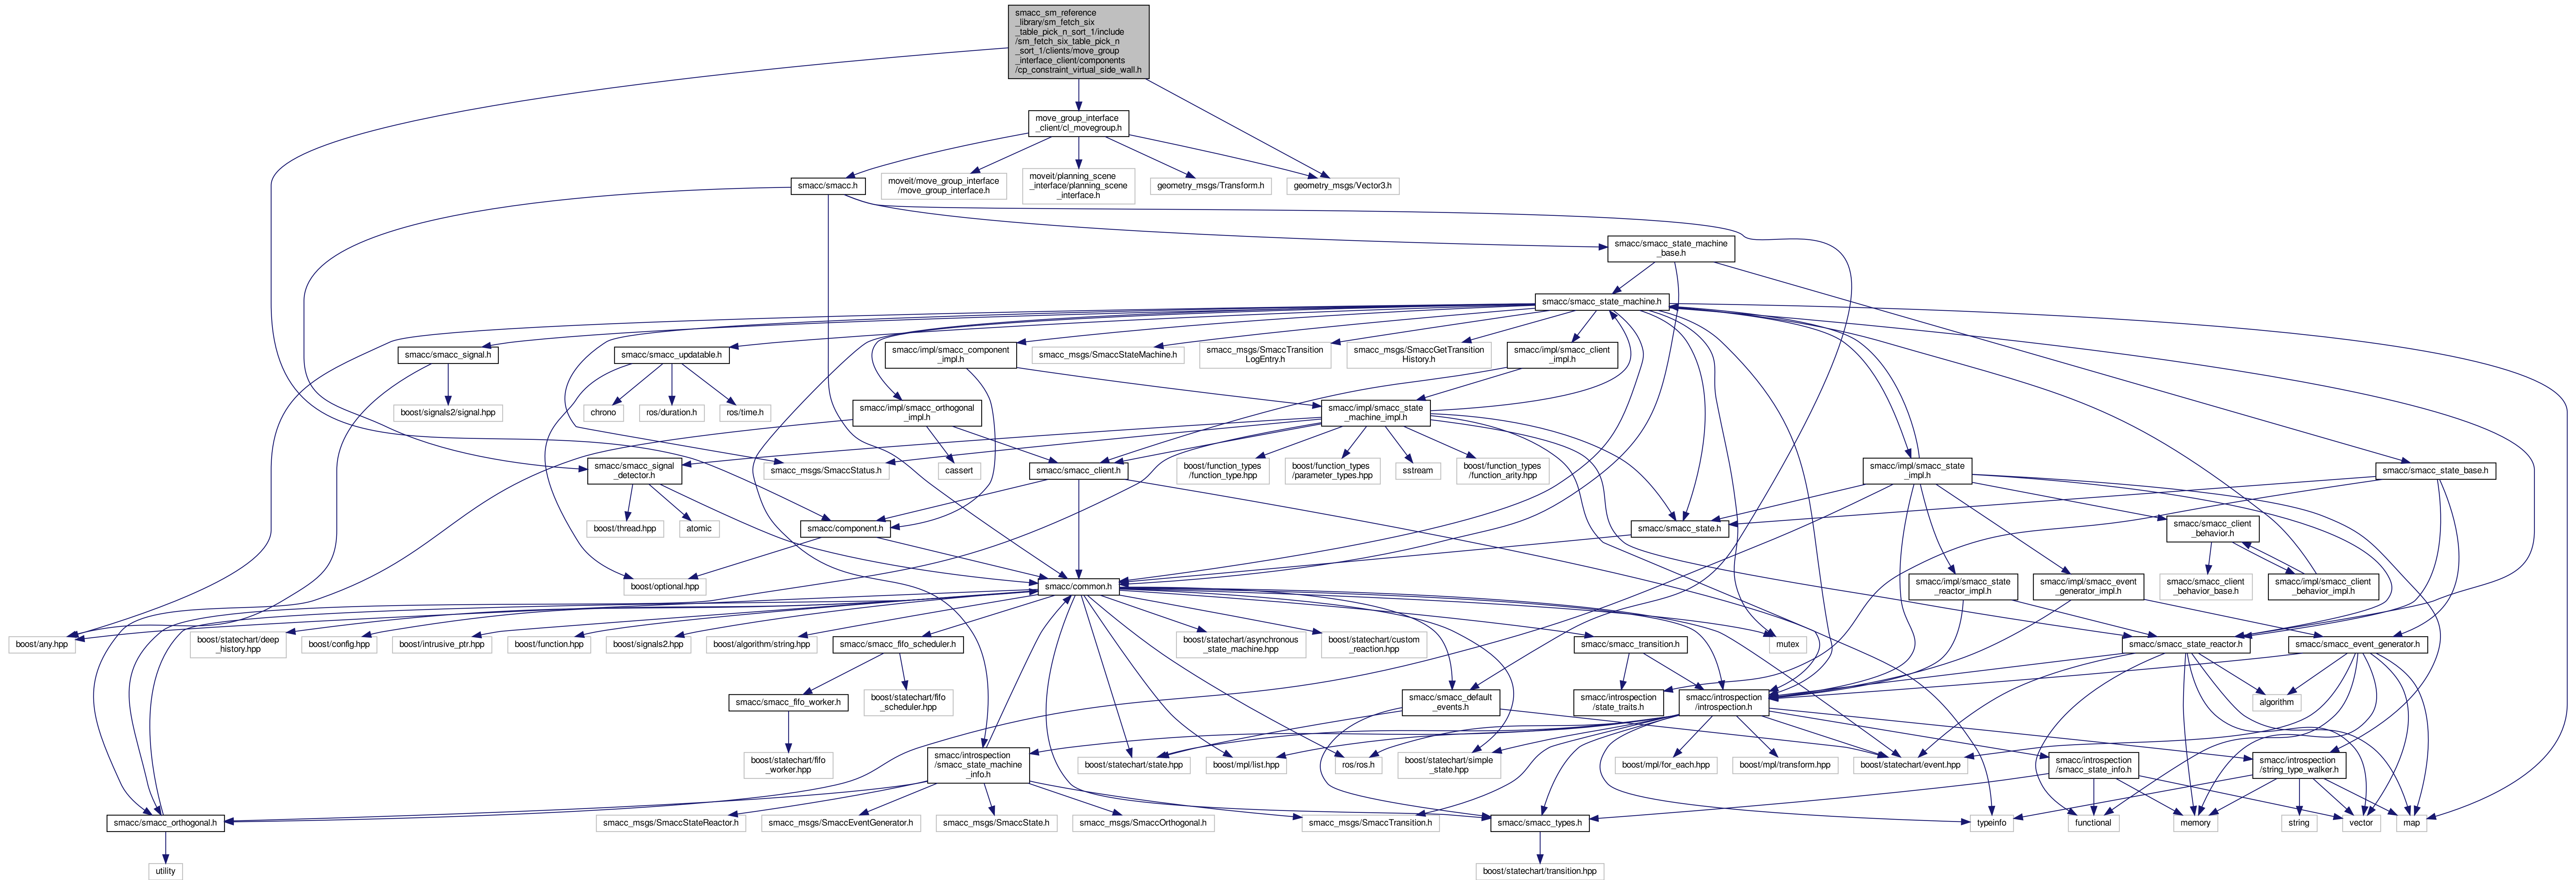 smacc_sm_reference
_library/sm_fetch_six
_table_pick_n_sort_1/include
/sm_fetch_six_table_pick_n
_sort_1/clients/move_group
_interface_client/components
/cp_constraint_virtual_side_wall.h
move_group_interface
_client/cl_movegroup.h
smacc/smacc.h
moveit/move_group_interface
/move_group_interface.h
moveit/planning_scene
_interface/planning_scene
_interface.h
geometry_msgs/Transform.h
geometry_msgs/Vector3.h
smacc/smacc_state_machine
_base.h
smacc/smacc_state_machine.h
smacc/smacc_signal.h
smacc/smacc_updatable.h
smacc/impl/smacc_component
_impl.h
smacc_msgs/SmaccStateMachine.h
smacc_msgs/SmaccTransition
LogEntry.h
smacc_msgs/SmaccGetTransition
History.h
smacc/impl/smacc_client
_impl.h
boost/signals2/signal.hpp
chrono
ros/duration.h
ros/time.h
smacc/impl/smacc_orthogonal
_impl.h
smacc/impl/smacc_state
_machine_impl.h
smacc/smacc_signal
_detector.h
smacc_msgs/SmaccStatus.h
cassert
smacc/smacc_client.h
boost/function_types
/function_type.hpp
boost/function_types
/parameter_types.hpp
sstream
boost/function_types
/function_arity.hpp
smacc/impl/smacc_state
_impl.h
smacc/smacc_state_base.h
boost/thread.hpp
atomic
smacc/component.h
smacc/smacc_state.h
smacc/smacc_client
_behavior.h
boost/optional.hpp
smacc/common.h
smacc/impl/smacc_state
_reactor_impl.h
smacc/impl/smacc_event
_generator_impl.h
smacc/smacc_client
_behavior_base.h
smacc/impl/smacc_client
_behavior_impl.h
boost/any.hpp
boost/statechart/deep
_history.hpp
boost/config.hpp
boost/intrusive_ptr.hpp
boost/function.hpp
boost/signals2.hpp
boost/algorithm/string.hpp
smacc/smacc_fifo_scheduler.h
boost/statechart/asynchronous
_state_machine.hpp
boost/statechart/custom
_reaction.hpp
smacc/smacc_transition.h
mutex
smacc/smacc_state_reactor.h
smacc/smacc_event_generator.h
smacc/smacc_fifo_worker.h
boost/statechart/fifo
_scheduler.hpp
smacc/smacc_default
_events.h
smacc/introspection
/state_traits.h
smacc/introspection
/introspection.h
algorithm
boost/statechart/fifo
_worker.hpp
smacc/introspection
/smacc_state_machine
_info.h
boost/statechart/state.hpp
boost/mpl/list.hpp
ros/ros.h
boost/statechart/simple
_state.hpp
boost/mpl/for_each.hpp
boost/mpl/transform.hpp
boost/statechart/event.hpp
smacc/introspection
/smacc_state_info.h
smacc/introspection
/string_type_walker.h
smacc/smacc_orthogonal.h
smacc_msgs/SmaccStateReactor.h
smacc_msgs/SmaccEventGenerator.h
smacc_msgs/SmaccState.h
smacc_msgs/SmaccOrthogonal.h
smacc_msgs/SmaccTransition.h
smacc/smacc_types.h
typeinfo
functional
memory
string
vector
map
utility
boost/statechart/transition.hpp